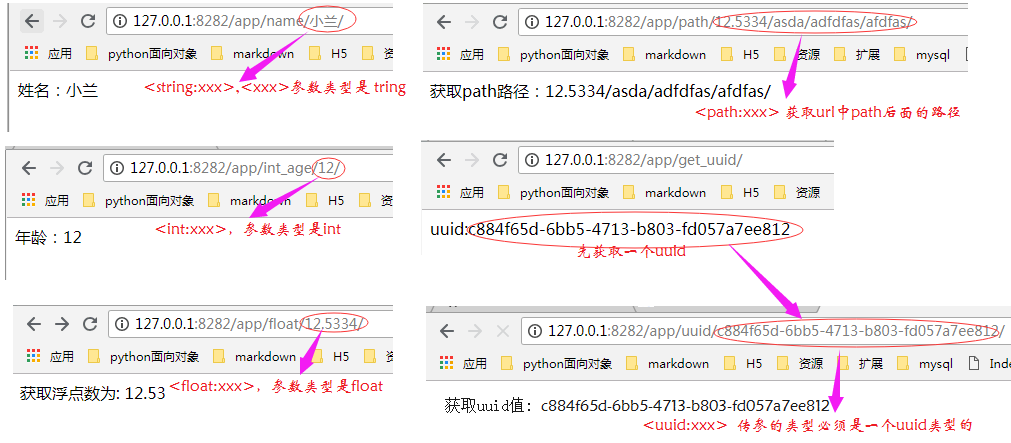 127.0.0.1:8282/app/name/小兰/
应用 python面向对象 markdown H5 资
姓名：小兰
<string:xxx>,<xxx>参数类型是 tring
127.0.0.1:8282/app/int_age/12/
应用 python面向对象 markdown H5 资
年龄：12
<int:xxx>，参数类型是int
127.0.0.1:8282/app/float/12.5334/
应用 python面向对象 markdown H5 资
获取浮点数为: 12.53
<float:xxx>，参数类型是float
127.0.0.1:8282/app/path/12.5334/asda/adfdfas/afdfas/
应用 python面向对象 markdown H5 资源 扩展 mysql
获取path路径：12.5334/asda/adfdfas/afdfas/
<path:xxx> 获取url中path后面的路径
127.0.0.1:8282/app/get_uuid/
应用 python面向对象 markdown H5 资源
uuid:c884f65d-6bb5-4713-b803-fd057a7ee812
先获取一个uuid
127.0.0.1:8282/app/uuid/c884f65d-6bb5-4713-b803-fd057a7ee812/
应用 python面向对象 markdown H5 资源 扩展 mysql Inde
获取uuid值：c884f65d-6bb5-4713-b803-fd057a7ee812
<uuid:xxx> 传参的类型必须是一个uuid类型的